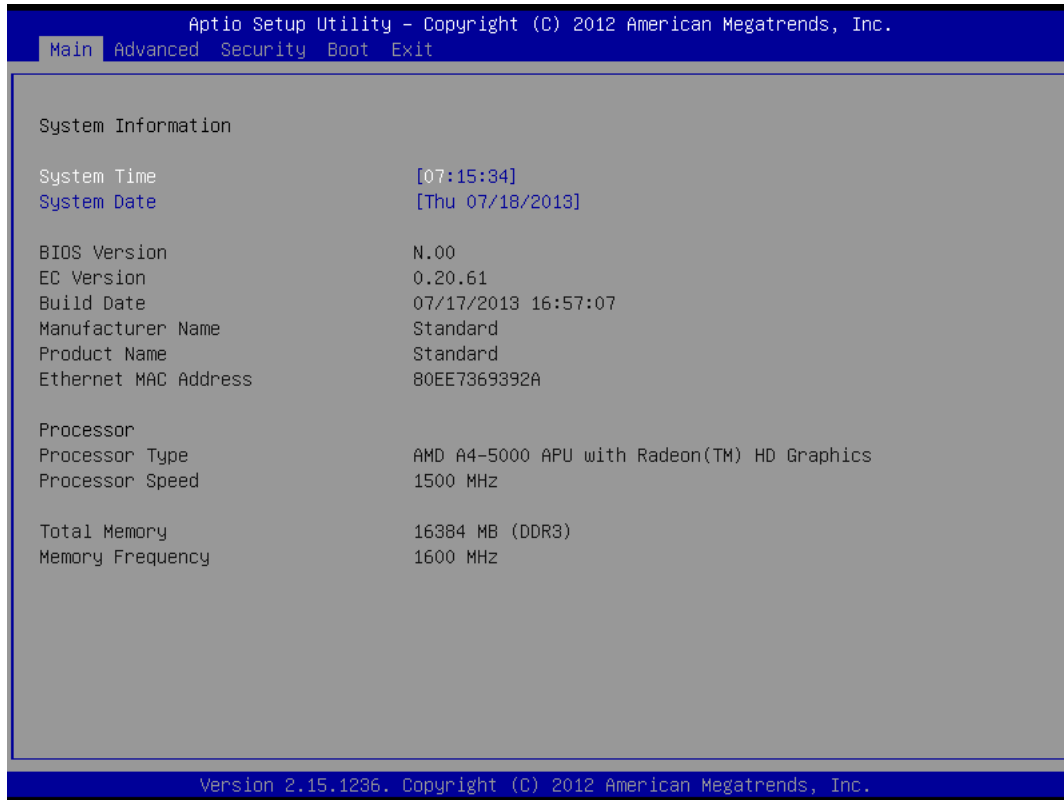 Aptio Setup Utility – Copyright (C) 2012 American Megatrends, Inc.
Main Advanced Security Boot Exit
System Information
System Time [07:15:34]
System Date [Thu 07/18/2013]
BIOS Version N.00
EC Version 0.20.61
Build Date 07/17/2013 16:57:07
Manufacturer Name Standard
Product Name Standard
Ethernet MAC Address 80EE7369392A
Processor
Processor Type AMD A4-5000 APU with Radeon(TM) HD Graphics
Processor Speed 1500 MHz
Total Memory 16384 MB (DDR3)
Memory Frequency 1600 MHz
Version 2.15.1236. Copyright (C) 2012 American Megatrends, Inc.